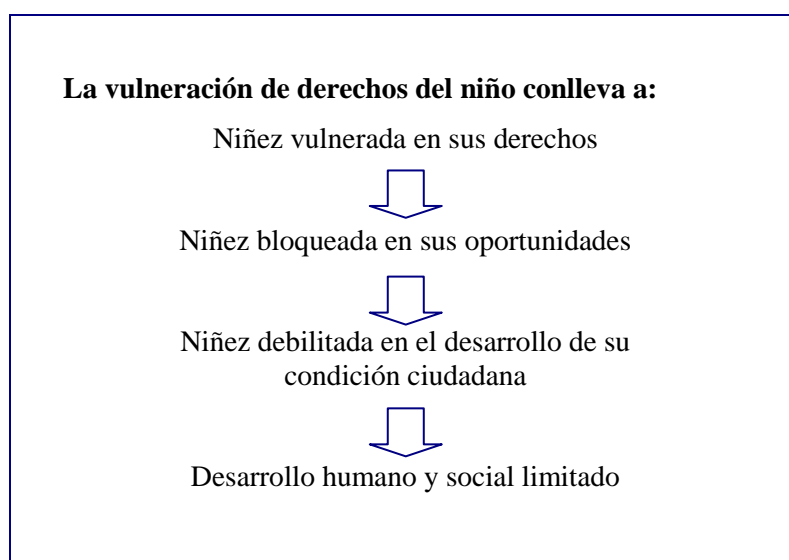 La vulneración de derechos del niño conlleva a:
Niñez vulnerada en sus derechos
Niñez bloqueada en sus oportunidades
Niñez debilitada en el desarrollo de su
condición ciudadana
Desarrollo humano y social limitado